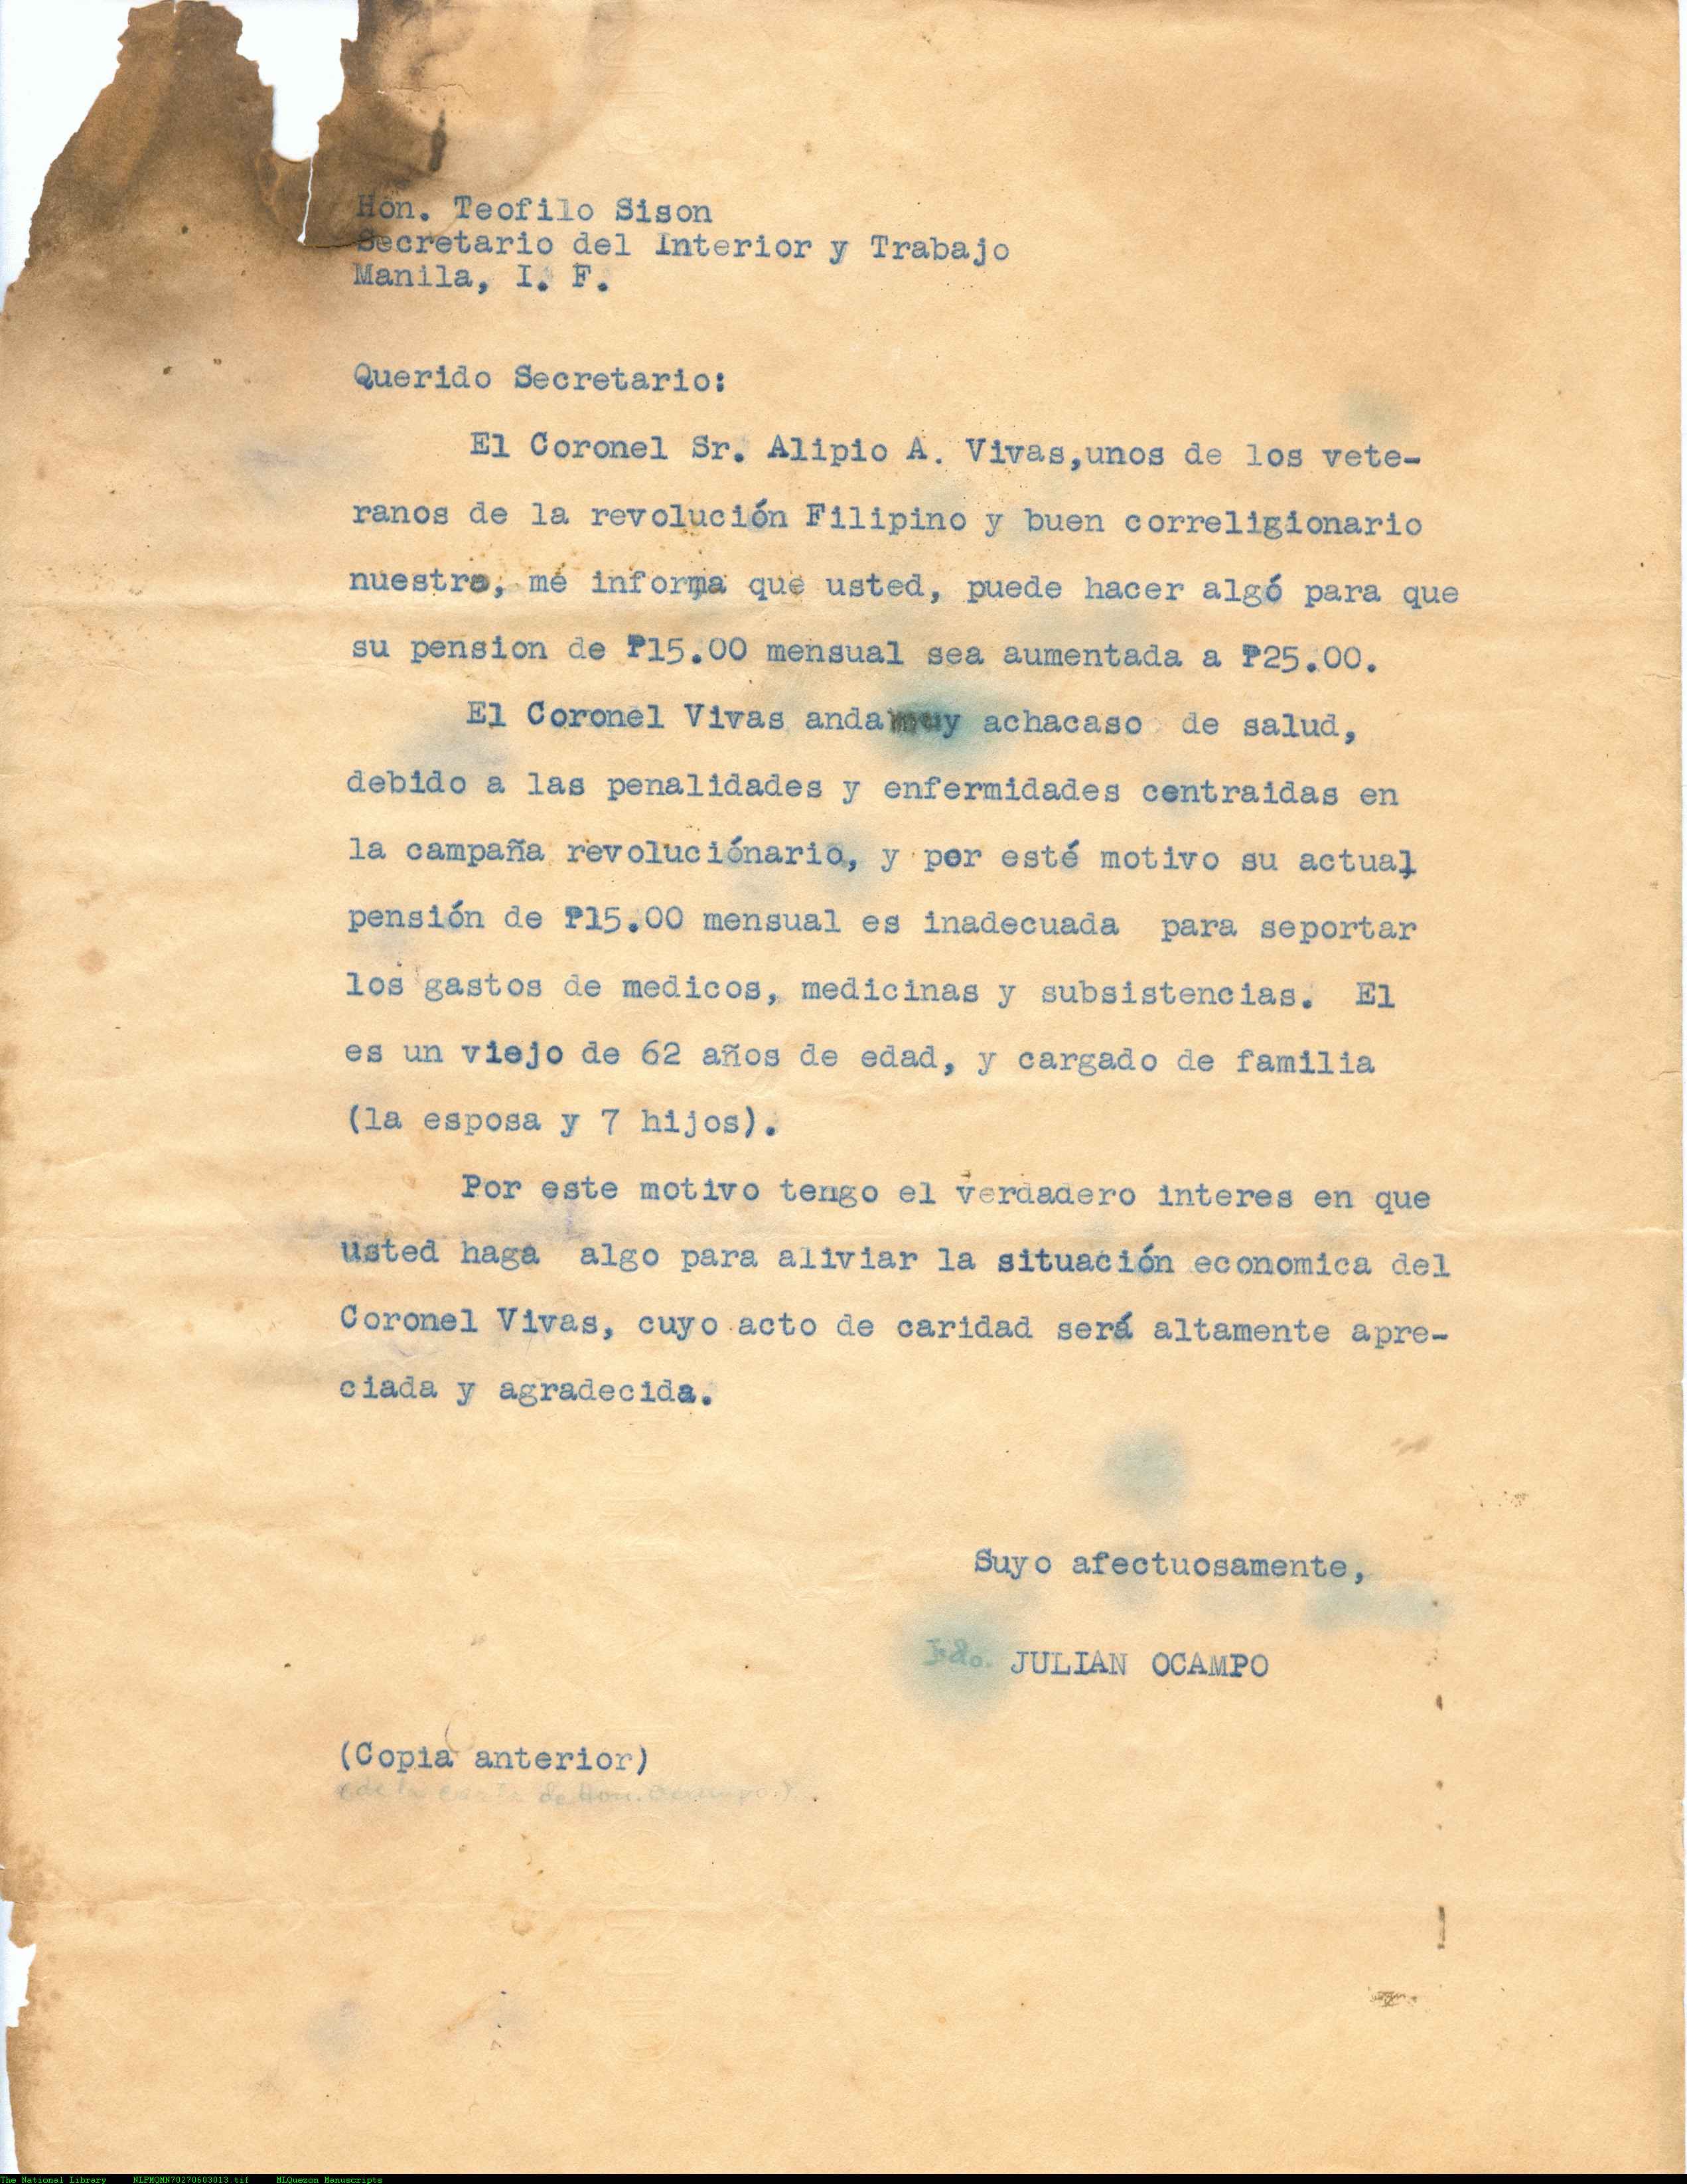 Hon. Teofilo Sison
Secretario del Interior y Trabajo
Manila, I. F.
Querido Secretario:
El Coronel Sr. Alipio A. Vivas,unos de los vete-
ranos de la revolución Filipino y buen correligionario
nuestro, me informa que usted, puede hacer algó para que
su pension de ₱15.00 mensual sea aumentada a ₱25.00.
El Coronel Vivas anda muy achacaso de salud,
debido a las penalidades y enfermidades centraidas en
la campaña revoluciónario, y por esté motivo su actual
pensión de ₱15.00 mensual es inadecuada para seportar
los gastos de medicos, medicinas y subsistencias. El
es un viejo de 62 años de edad, y cargado de familia
(la esposa y 7 hijos).
Por este motivo tengo el verdadero interes en que
usted haga algo para aliviar la situación economica del
Coronel Vivas, cuyo acto de caridad será altamente apre-
ciada y agradecida.
Suyo afectuosamente,
Fdo. JULIAN OCAMPO
(Copia anterior)
(de la carta de Hon. Ocampo.)
The National Library NLPMQMN70270603013.tif MLQuezon Manuscripts